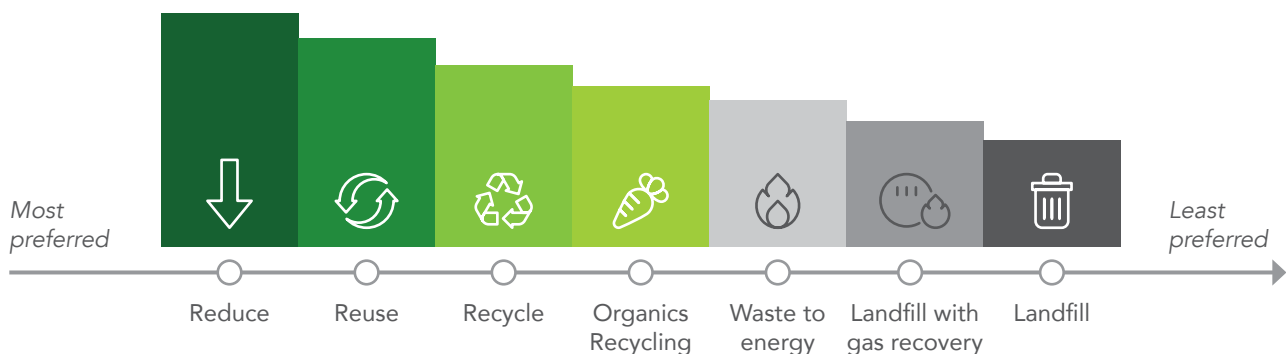 Most
preferred
Least
preferred
Reduce
Reuse
Recycle
Organics
Recycling
Waste to
energy
Landfill with
gas recovery
Landfill